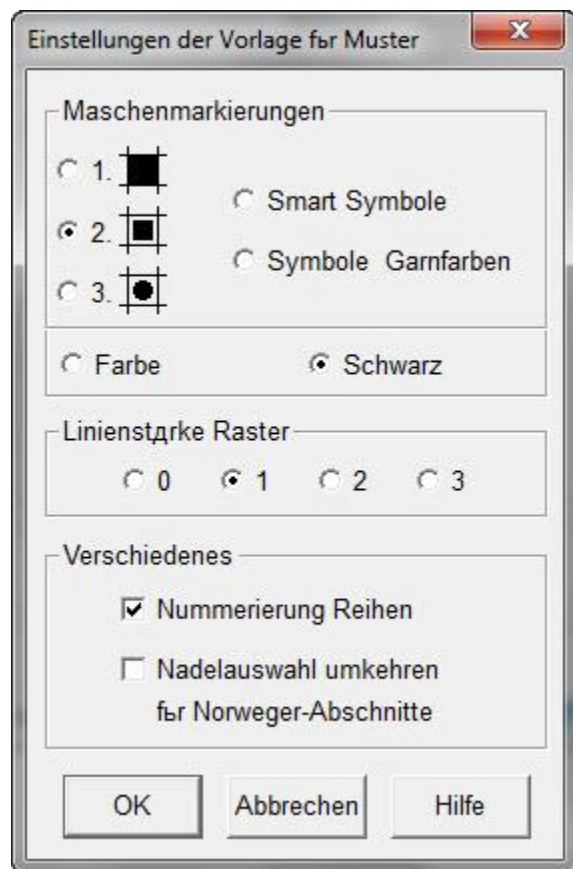 Einstellungen der Vorlage fьr Muster
Maschenmarkierungen
1.
2.
3.
Smart Symbole
Symbole Garnfarben
Farbe Schwarz
Linienstдrke Raster
0 1 2 3
Verschiedenes
Nummerierung Reihen
Nadelauswahl umkehren
fьr Norweger-Abschnitte
OK Abbrechen Hilfe